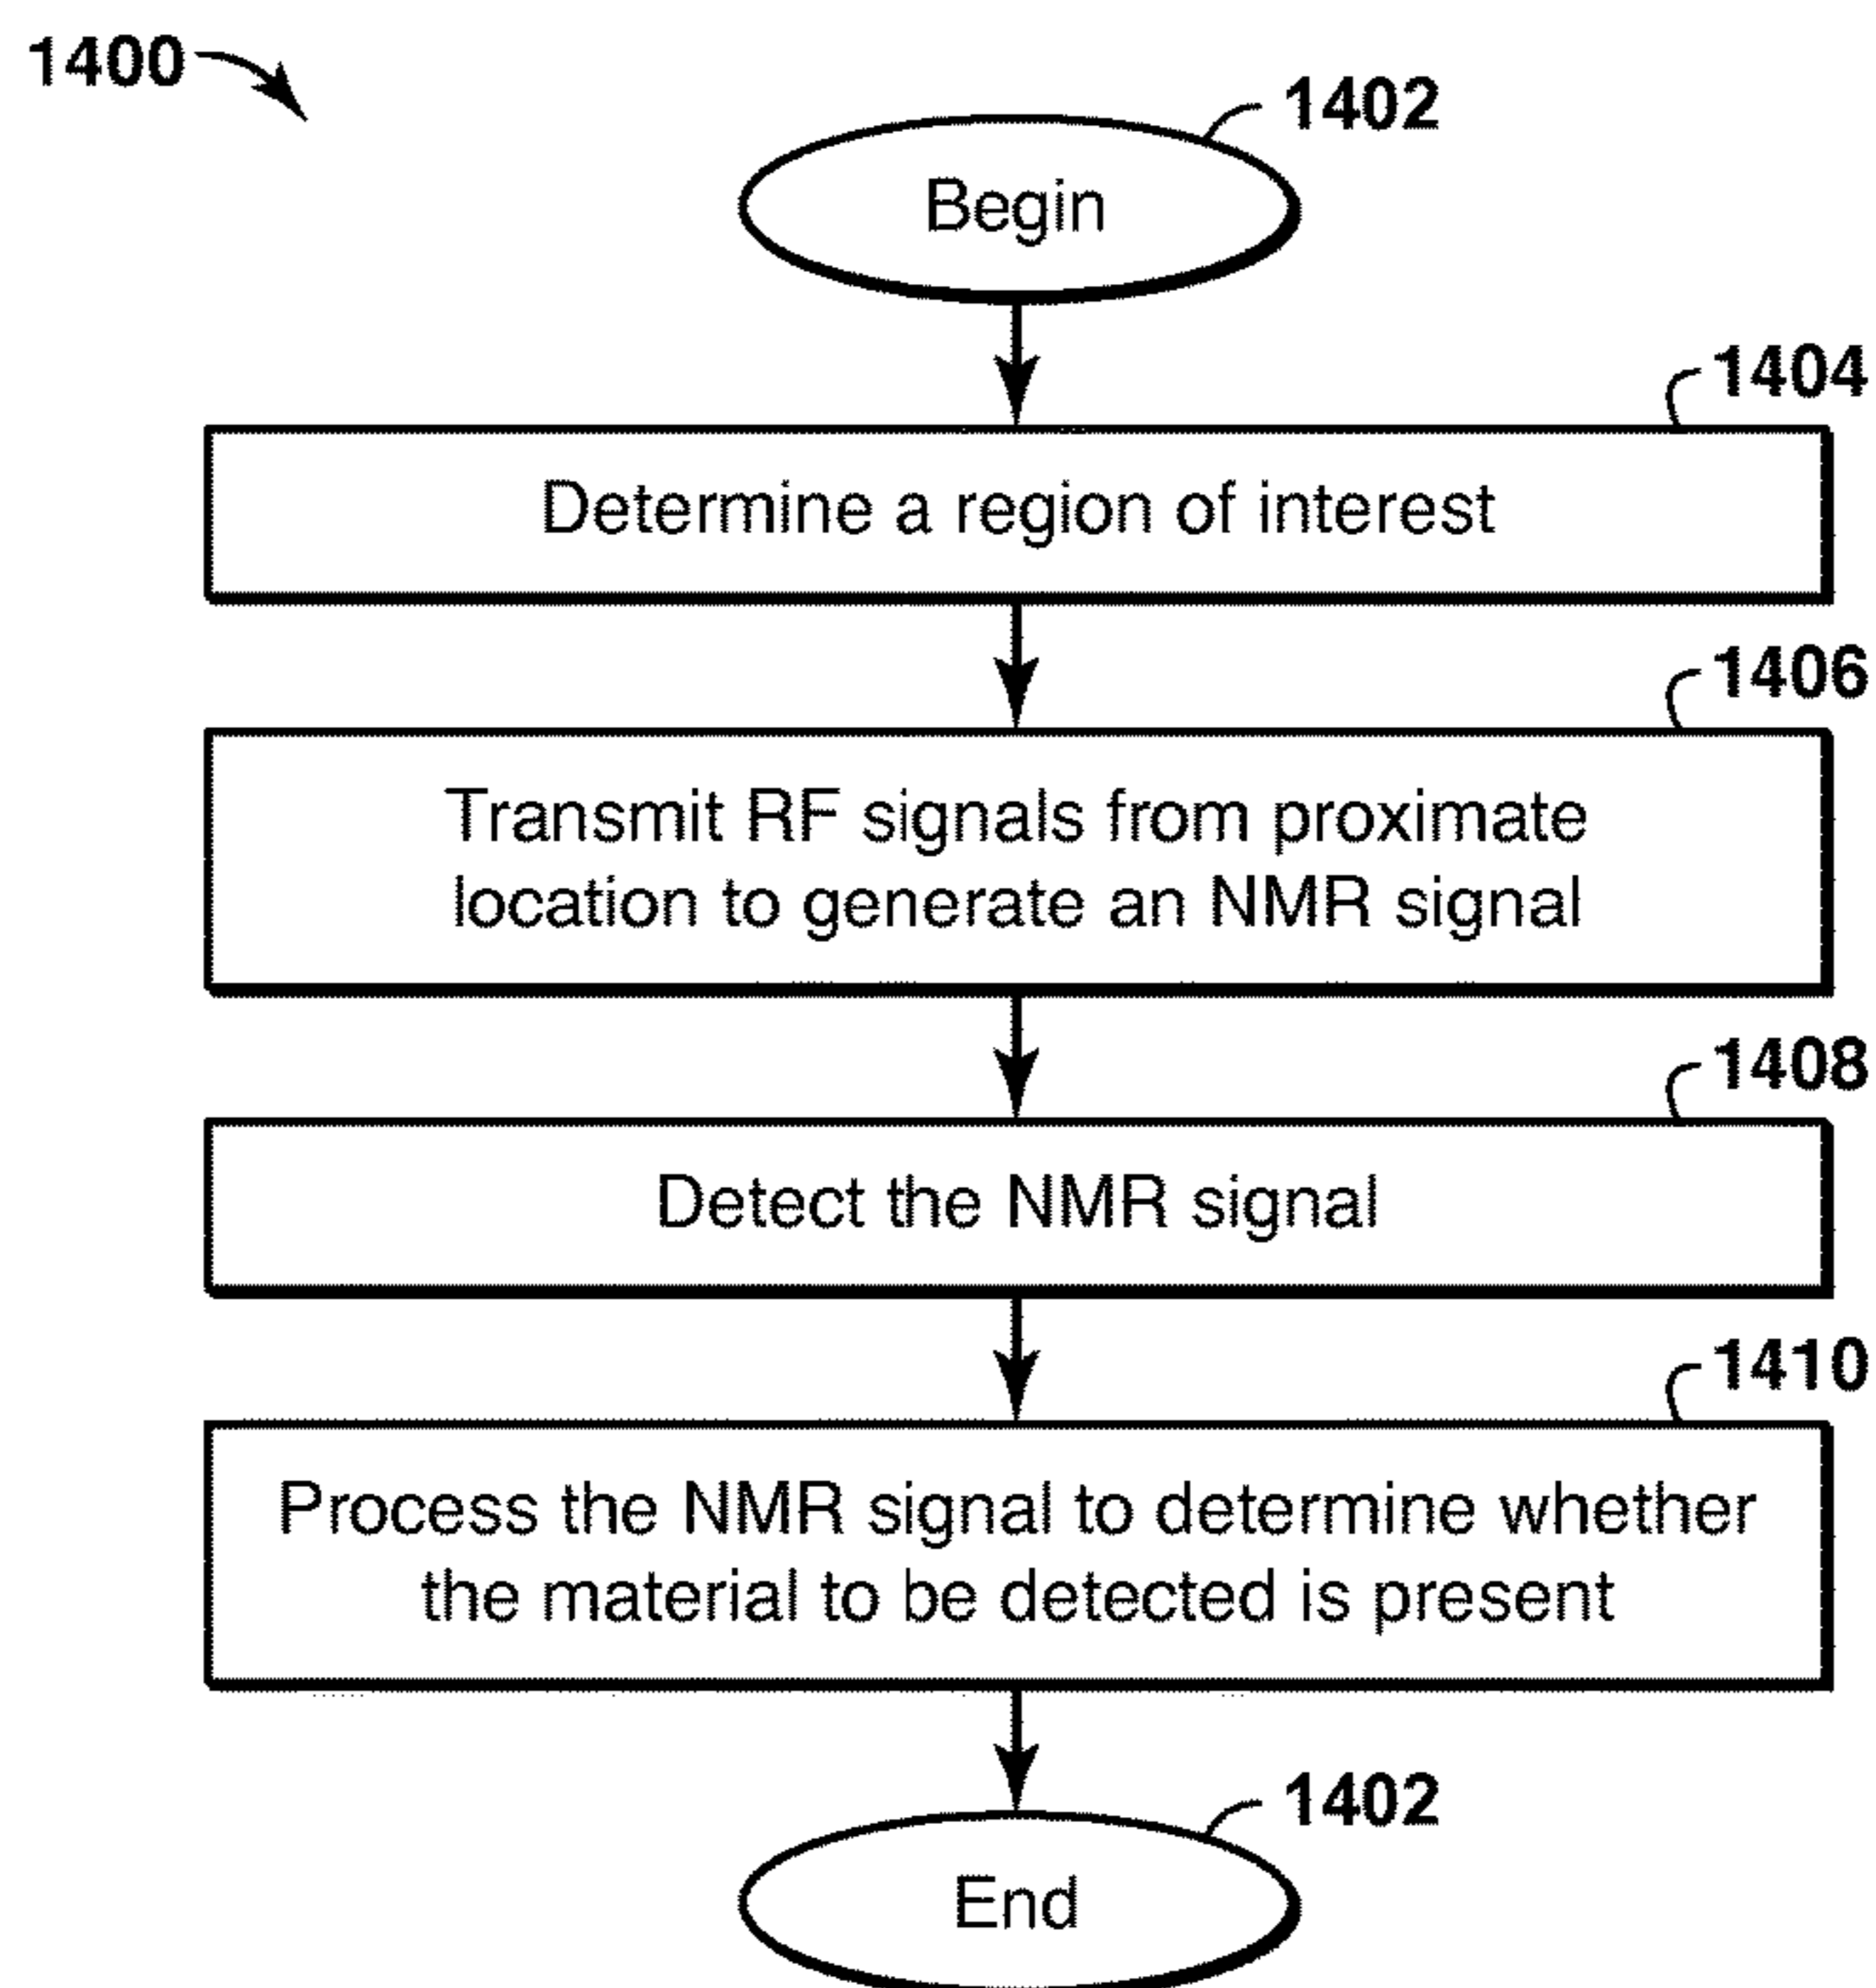 1400
1402
Begin
1404
Determine a region of interest
1406
Transmit RF signals from proximate
location to generate an NMR signal
1408
Detect the NMR signal
1410
Process the NMR signal to determine whether
the material to be detected is present
1402
End